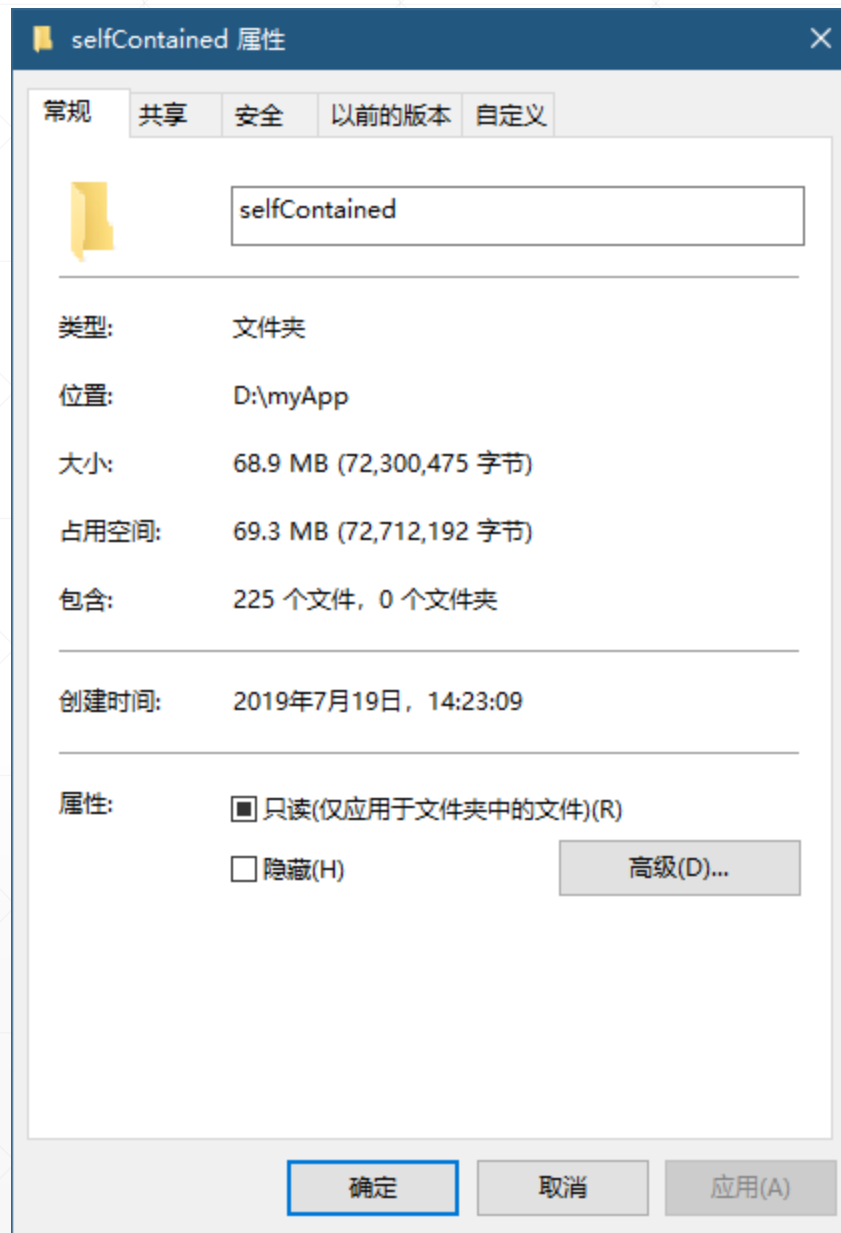 selfContained 属性
常规 共享 安全 以前的版本 自定义
selfContained
类型: 文件夹
位置: D:\myApp
大小: 68.9 MB (72,300,475 字节)
占用空间: 69.3 MB (72,712,192 字节)
包含: 225 个文件，0 个文件夹
创建时间: 2019年7月19日，14:23:09
属性: 只读(仅应用于文件夹中的文件)(R)
隐藏(H) 高级(D)...
确定 取消 应用(A)